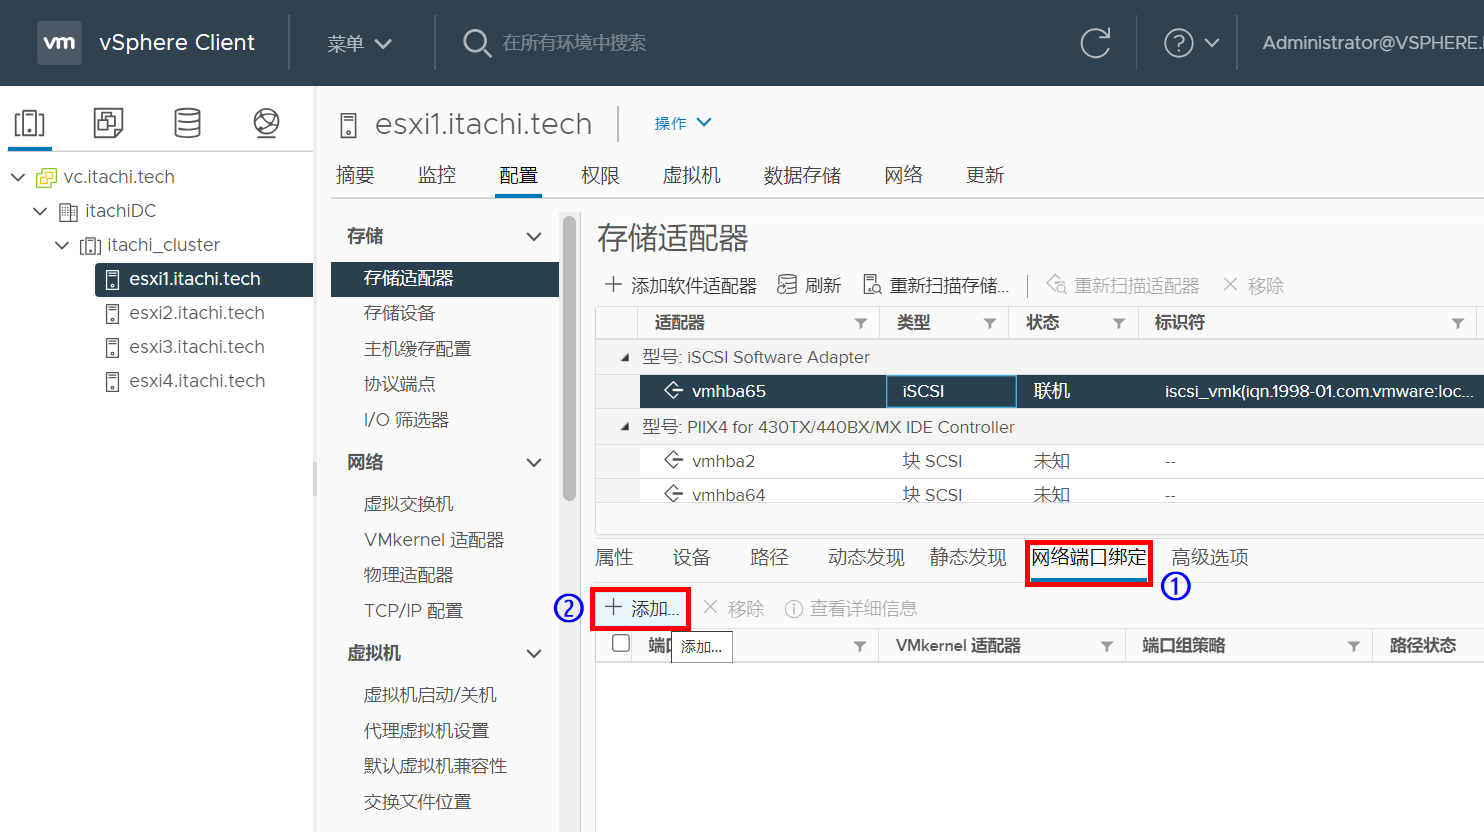 vm vSphere Client 菜单 在所有环境中搜索 ? Administrator@VSPHERE.
esxi1.itachi.tech 操作
摘要 监控 配置 权限 虚拟机 数据存储 网络 更新
vc.itachi.tech
itachiDC
itachi_cluster
esxi1.itachi.tech
esxi2.itachi.tech
esxi3.itachi.tech
esxi4.itachi.tech
存储
存储适配器
存储设备
主机缓存配置
协议端点
I/O 筛选器
网络
虚拟交换机
VMkernel 适配器
物理适配器
TCP/IP 配置
虚拟机
虚拟机启动/关机
代理虚拟机设置
默认虚拟机兼容性
交换文件位置
存储适配器
+ 添加软件适配器 刷新 重新扫描存储... 重新扫描适配器 × 移除
适配器 类型 状态 标识符
型号: iSCSI Software Adapter
vmhba65 iSCSI 联机 iscsi_vmk(iqn.1998-01.com.vmware:loc...
型号: PIIX4 for 430TX/440BX/MX IDE Controller
vmhba2 块 SCSI 未知 --
vmhba64 块 SCSI 未知 --
属性 设备 路径 动态发现 静态发现 网络端口绑定 高级选项
①
② + 添加... × 移除 查看详细信息
端口 VMkernel 适配器 端口组策略 路径状态
添加...